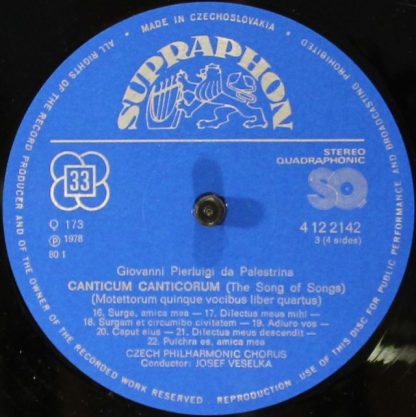 • MADE IN CZECHOSLOVAKIA •
ALL RIGHTS OF THE RECORD PRODUCER AND OF THE OWNER OF THE RECORDED WORK RESERVED. REPRODUCTION USE OF THIS DISC FOR PUBLIC PERFORMANCE AND BROADCASTING PROHIBITED
SUPRAPHON
33
STEREO
QUADRAPHONIC
SQ
Q 173
℗ 1978
80 1
4 12 2142
3 (4 sides)
Giovanni Pierluigi da Palestrina
CANTICUM CANTICORUM (The Song of Songs)
(Motettorum quinque vocibus liber quartus)
16. Surge, amica mea — 17. Dilectus meus mihi —
18. Surgam et circumibo civitatem — 19. Adiuro vos —
20. Caput eius — 21. Dilectus meus descendit —
22. Pulchra es, amica mea
CZECH PHILHARMONIC CHORUS
Conductor: JOSEF VESELKA